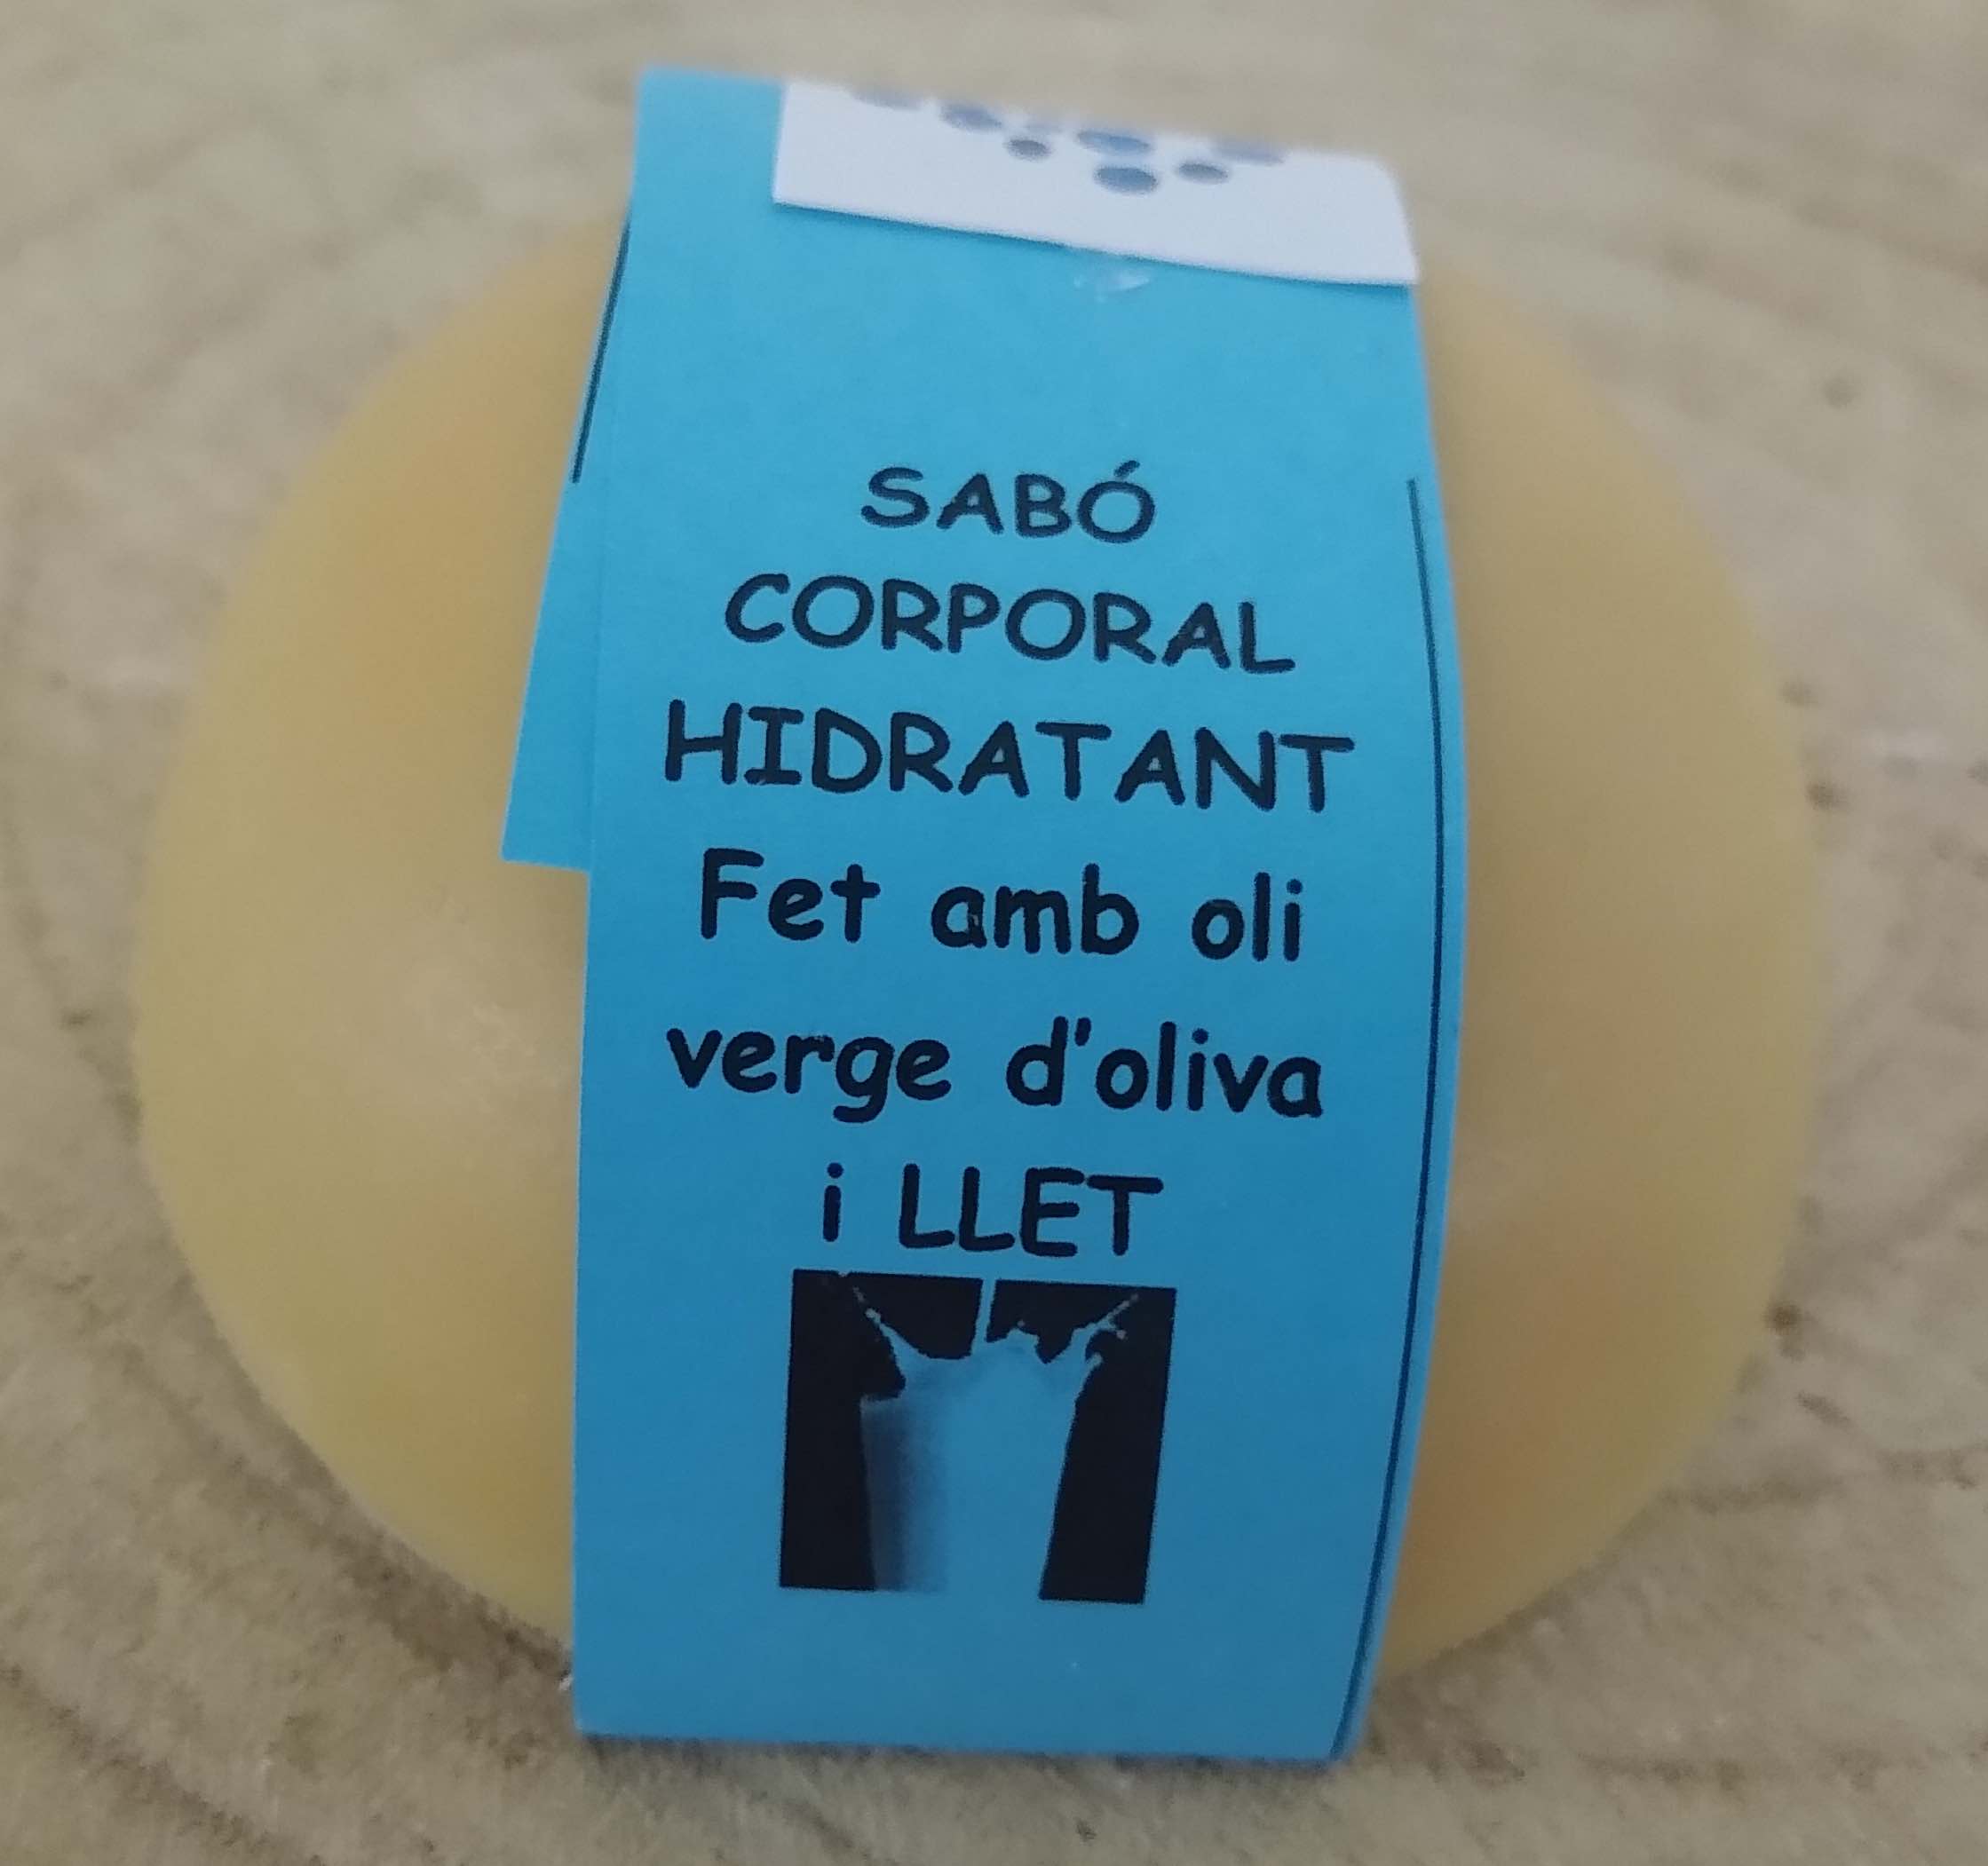 SABÓ
CORPORAL
HIDRATANT
Fet amb oli
verge d'oliva
i LLET